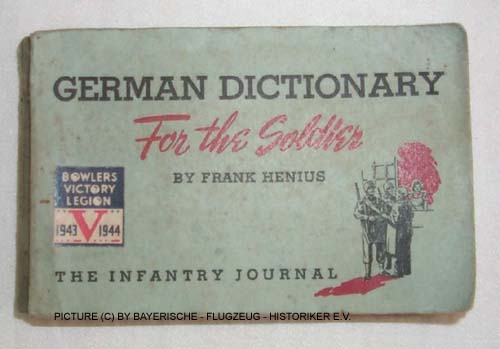 GERMAN DICTIONARY
For the Soldier
BY FRANK HENIUS
BOWLERS
VICTORY
LEGION
1943 V 1944
THE INFANTRY JOURNAL
PICTURE (C) BY BAYERISCHE - FLUGZEUG - HISTORIKER E.V.